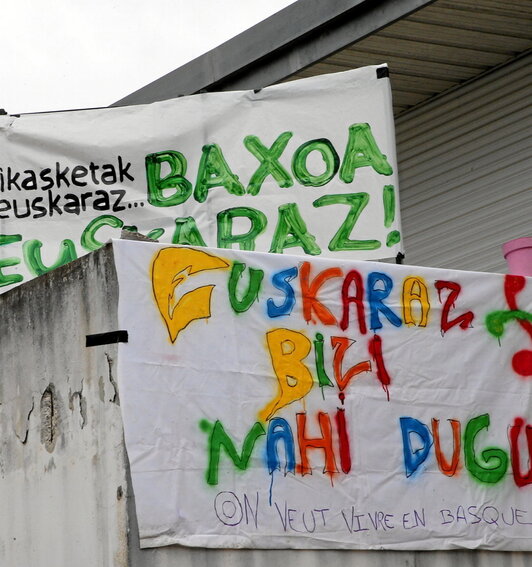 ikasketak
euskaraz...
BAXOA
EUSKARAZ!
EUSKARAZ
BIZI
NAHI DUGU
ON VEUT VIVRE EN BASQUE